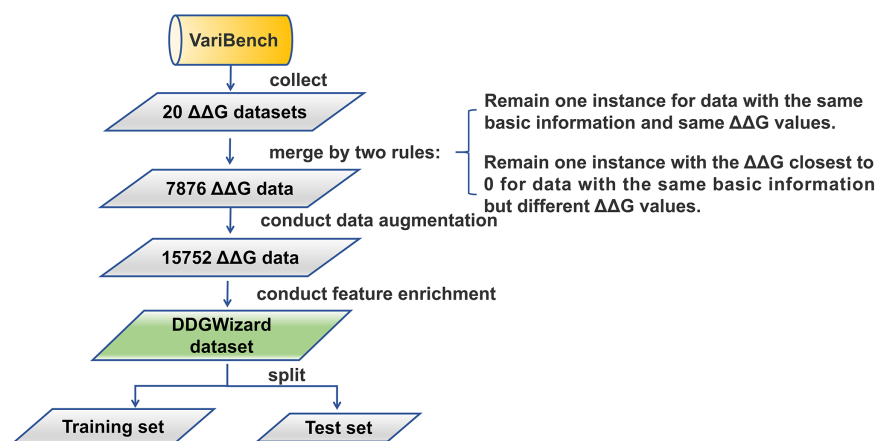 VariBench
collect
20 ΔΔG datasets
merge by two rules:
Remain one instance for data with the same
basic information and same ΔΔG values.
Remain one instance with the ΔΔG closest to
0 for data with the same basic information
but different ΔΔG values.
7876 ΔΔG data
conduct data augmentation
15752 ΔΔG data
conduct feature enrichment
DDGWizard
dataset
split
Training set
Test set